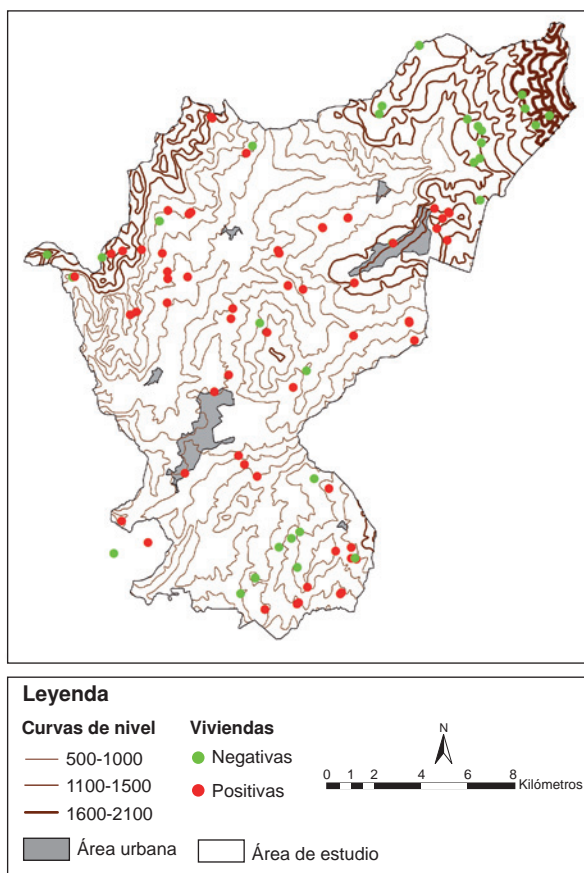 Leyenda
Curvas de nivel
500-1000
1100-1500
1600-2100
Viviendas
Negativas
Positivas
N
0 1 2 4 6 8 Kilómetros
Área urbana
Área de estudio